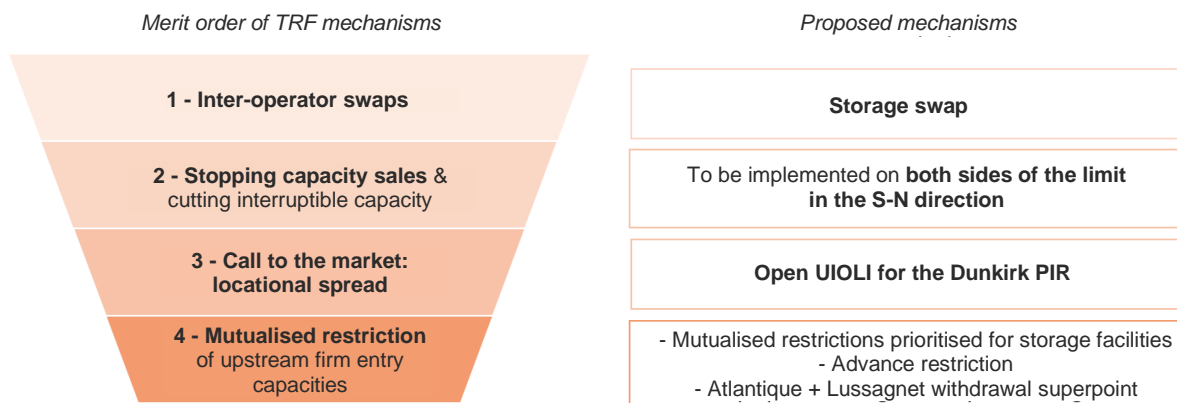 Merit order of TRF mechanisms
Proposed mechanisms
1 - Inter-operator swaps
Storage swap
2 - Stopping capacity sales &
cutting interruptible capacity
To be implemented on both sides of the limit
in the S-N direction
3 - Call to the market:
locational spread
Open UIOLI for the Dunkirk PIR
4 - Mutualised restriction
of upstream firm entry
capacities
- Mutualised restrictions prioritised for storage facilities
- Advance restriction
- Atlantique + Lussagnet withdrawal superpoint